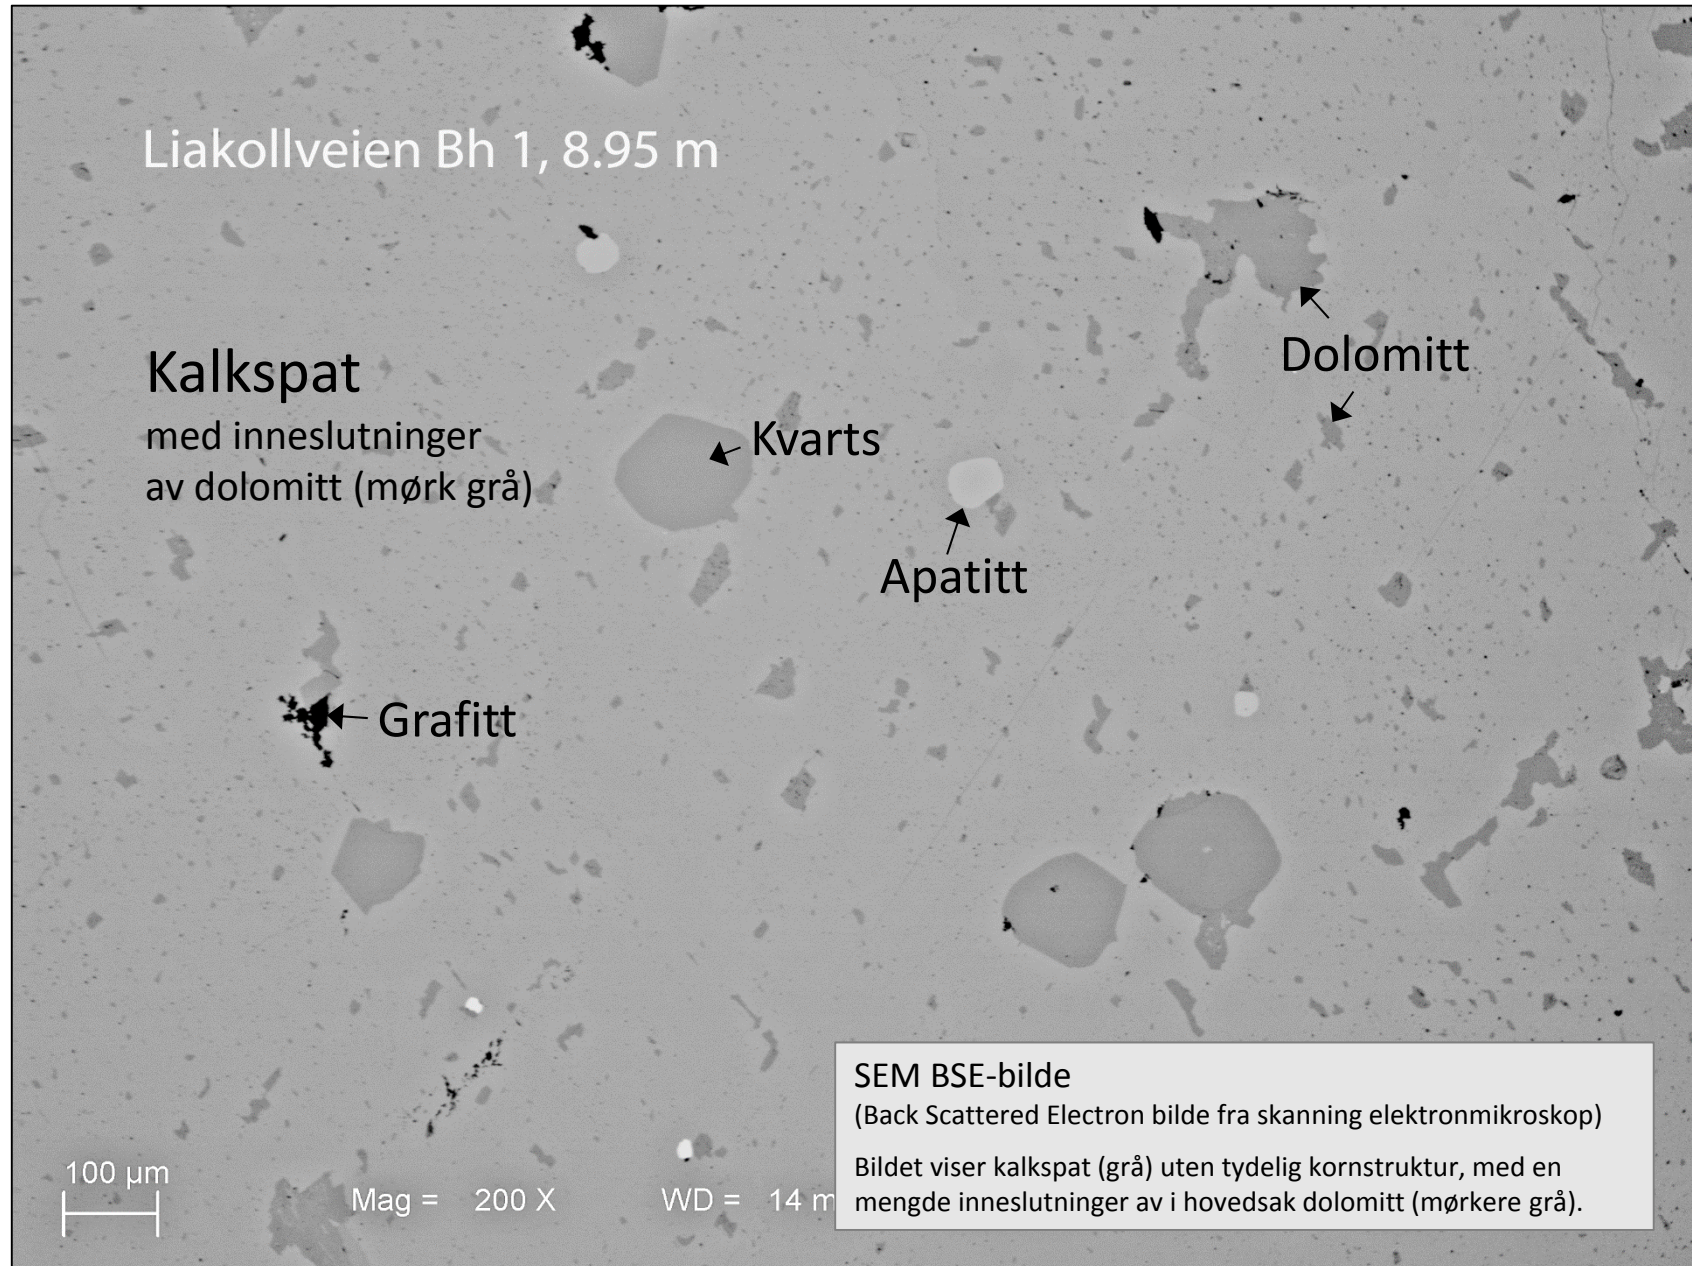 Liakollveien Bh 1, 8.95 m
Dolomitt
Kalkspat
med inneslutninger
av dolomitt (mørk grå)
Kvarts
Apatitt
Grafitt
SEM BSE-bilde
(Back Scattered Electron bilde fra skanning elektronmikroskop)
Bildet viser kalkspat (grå) uten tydelig kornstruktur, med en
mengde inneslutninger av i hovedsak dolomitt (mørkere grå).
100 µm
Mag = 200 X WD = 14 m